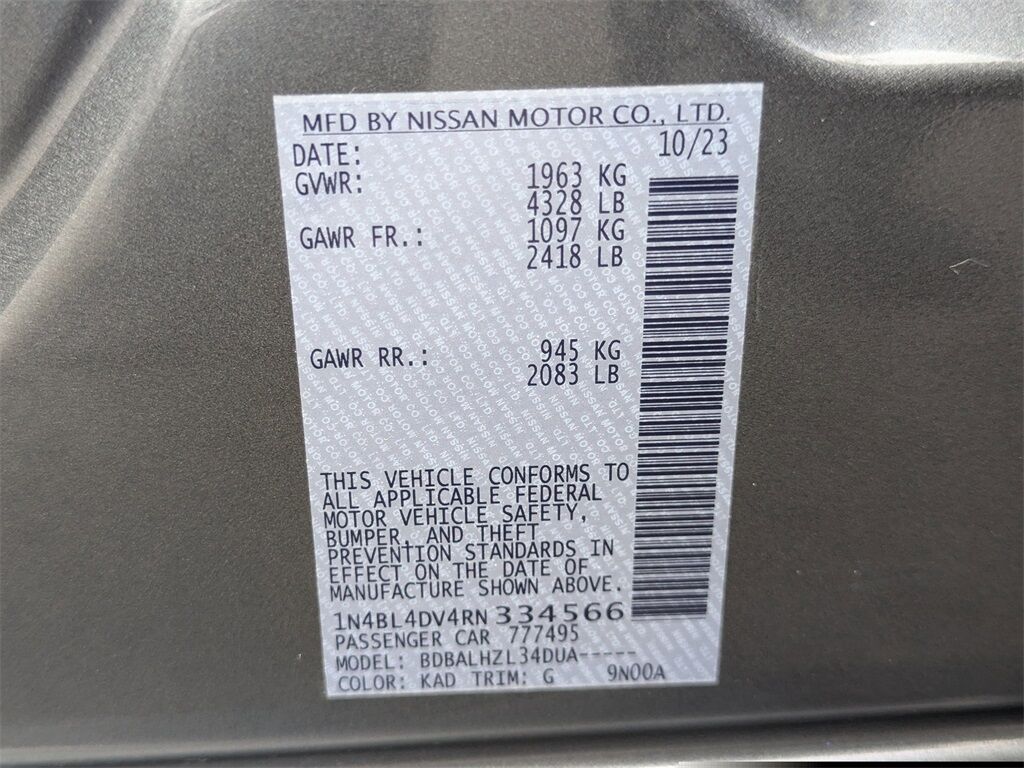 MFD BY NISSAN MOTOR CO., LTD.
DATE: 10/23
GVWR: 1963 KG
4328 LB
GAWR FR.: 1097 KG
2418 LB
GAWR RR.: 945 KG
2083 LB
THIS VEHICLE CONFORMS TO
ALL APPLICABLE FEDERAL
MOTOR VEHICLE SAFETY,
BUMPER, AND THEFT
PREVENTION STANDARDS IN
EFFECT ON THE DATE OF
MANUFACTURE SHOWN ABOVE.
1N4BL4DV4RN334566
PASSENGER CAR 777495
MODEL: BDBALHZL34DUA-----
COLOR: KAD TRIM: G 9N00A